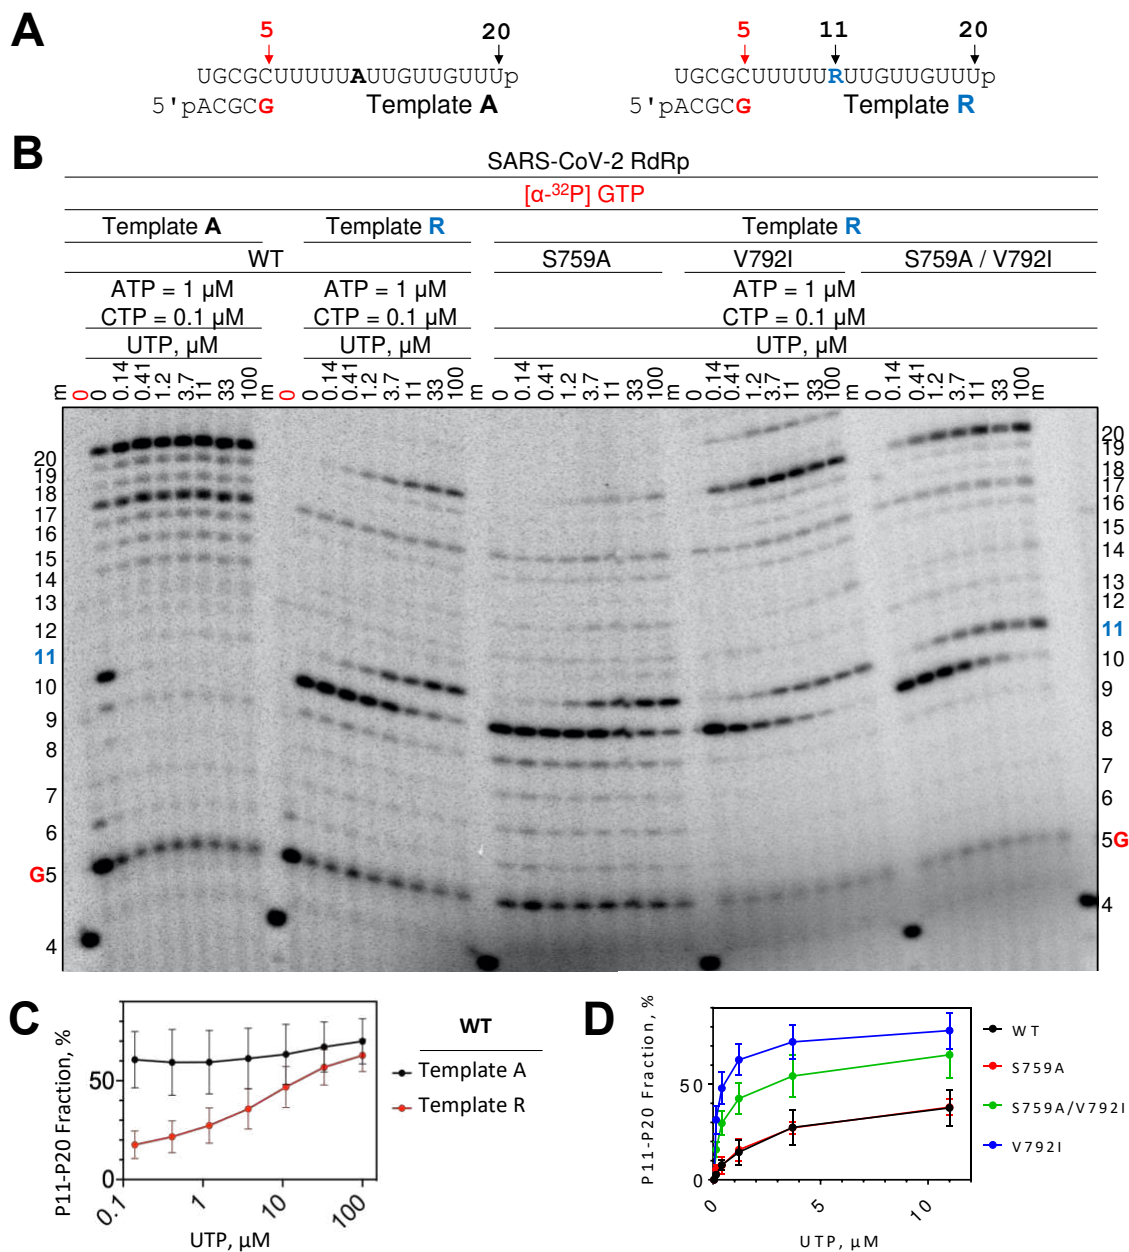 A
5 20
UGCGCUUUUUAUUGUUGUUUp
5'pACGCG Template A
5 11 20
UGCGCUUUUURUUGUUGUUUp
5'pACGCG Template R
B
SARS-CoV-2 RdRp
[α-³²P] GTP
Template A Template R Template R
WT S759A V792I S759A / V792I
ATP = 1 µM ATP = 1 µM ATP = 1 µM
CTP = 0.1 µM CTP = 0.1 µM CTP = 0.1 µM
UTP, µM UTP, µM UTP, µM
m 0 0 0.14 0.41 1.2 3.7 11 33 100 m 0 0 0.14 0.41 1.2 3.7 11 33 100 m 0 0.14 0.41 1.2 3.7 11 33 100 m 0 0.14 0.41 1.2 3.7 11 33 100 m 0 0.14 0.41 1.2 3.7 11 33 100 m
20
19
18
17
16
15
14
13
12
11
10
9
8
7
6
G5
4
20
19
18
17
16
15
14
13
12
11
10
9
8
7
6
5G
4
C
P11-P20 Fraction, %
50
0
0.1 1 10 100
UTP, µM
WT
Template A
Template R
D
P11-P20 Fraction, %
50
0
0 5 10
UTP, µM
WT
S759A
S759A/V792I
V792I